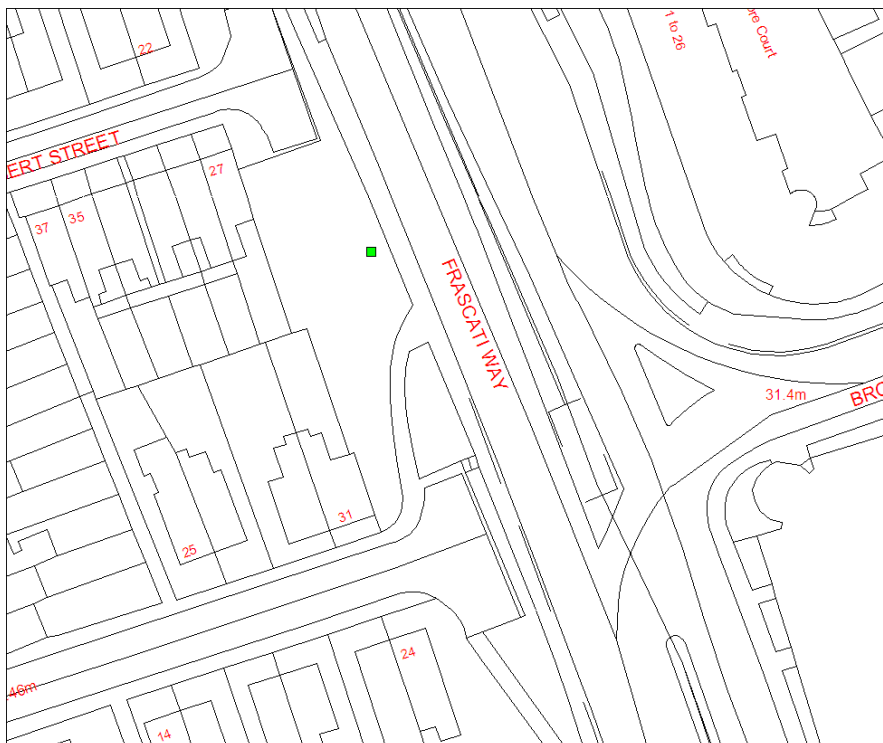 22
1 to 26
ore Court
ERT STREET
27
37
35
FRASCATI WAY
31.4m
BRO
31
25
24
.46m
14